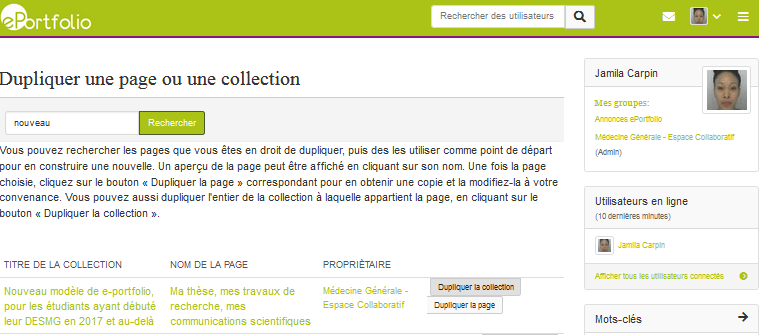 ePortfolio
Rechercher des utilisateurs
Dupliquer une page ou une collection
nouveau
Rechercher
Vous pouvez rechercher les pages que vous êtes en droit de dupliquer, puis des les utiliser comme point de départ
pour en construire une nouvelle. Un aperçu de la page peut être affiché en cliquant sur son nom. Une fois la page
choisie, cliquez sur le bouton « Dupliquer la page » correspondant pour en obtenir une copie et la modifiez-la à votre
convenance. Vous pouvez aussi dupliquer l'entier de la collection à laquelle appartient la page, en cliquant sur le
bouton « Dupliquer la collection ».
TITRE DE LA COLLECTION
NOM DE LA PAGE
PROPRIÉTAIRE
Nouveau modèle de e-portfolio,
pour les étudiants ayant débuté
leur DESMG en 2017 et au-delà
Ma thèse, mes travaux de
recherche, mes
communications scientifiques
Médecine Générale -
Espace Collaboratif
Dupliquer la collection
Dupliquer la page
Jamila Carpin
Mes groupes:
Annonces ePortfolio
Médecine Générale - Espace Collaboratif
(Admin)
Utilisateurs en ligne
(10 dernières minutes)
Jamila Carpin
Afficher tous les utilisateurs connectés
Mots-clés